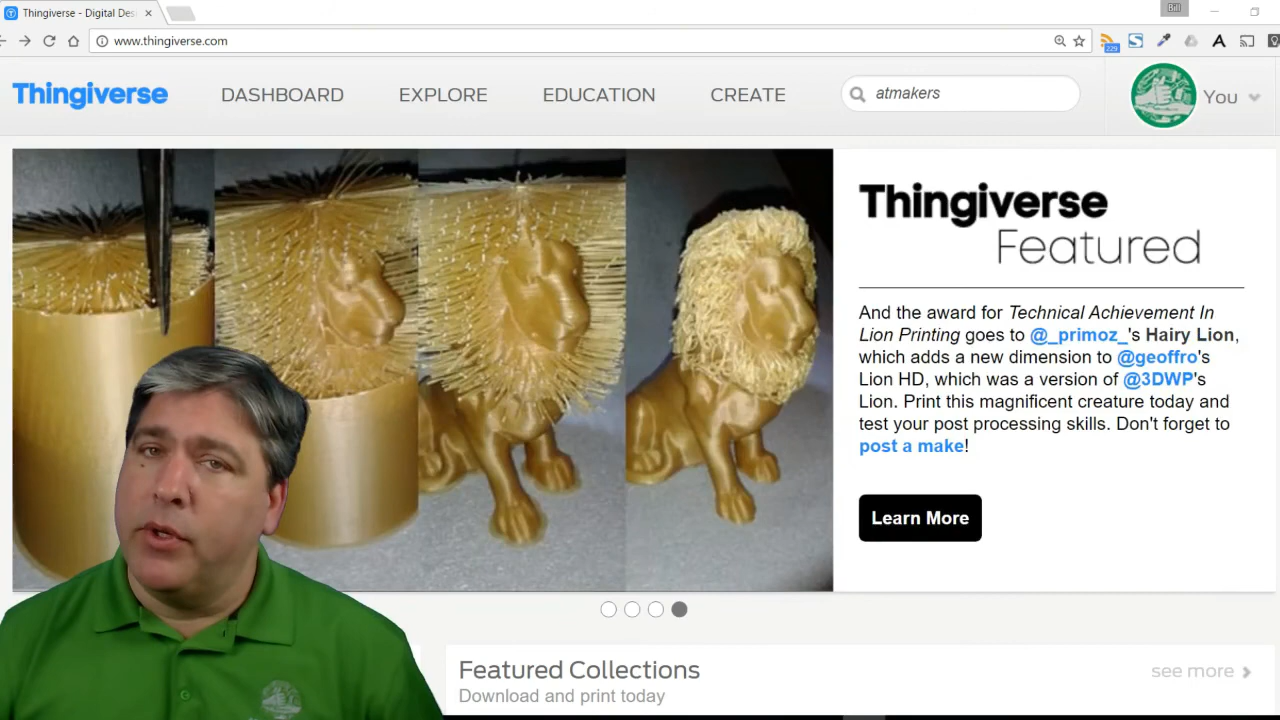 Thingiverse - Digital Des
Bill
www.thingiverse.com
229
Thingiverse
DASHBOARD
EXPLORE
EDUCATION
CREATE
atmakers
You
Thingiverse
Featured
And the award for Technical Achievement In
Lion Printing goes to @_primoz_'s Hairy Lion,
which adds a new dimension to @geoffro's
Lion HD, which was a version of @3DWP's
Lion. Print this magnificent creature today and
test your post processing skills. Don't forget to
post a make!
Learn More
Featured Collections
see more
Download and print today